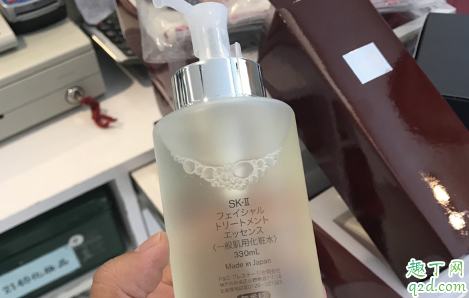 SK-II
フェイシャル
トリートメント
エッセンス
〈一般肌用化粧水〉
330mL
Made in Japan
趣丁网
q2d.com